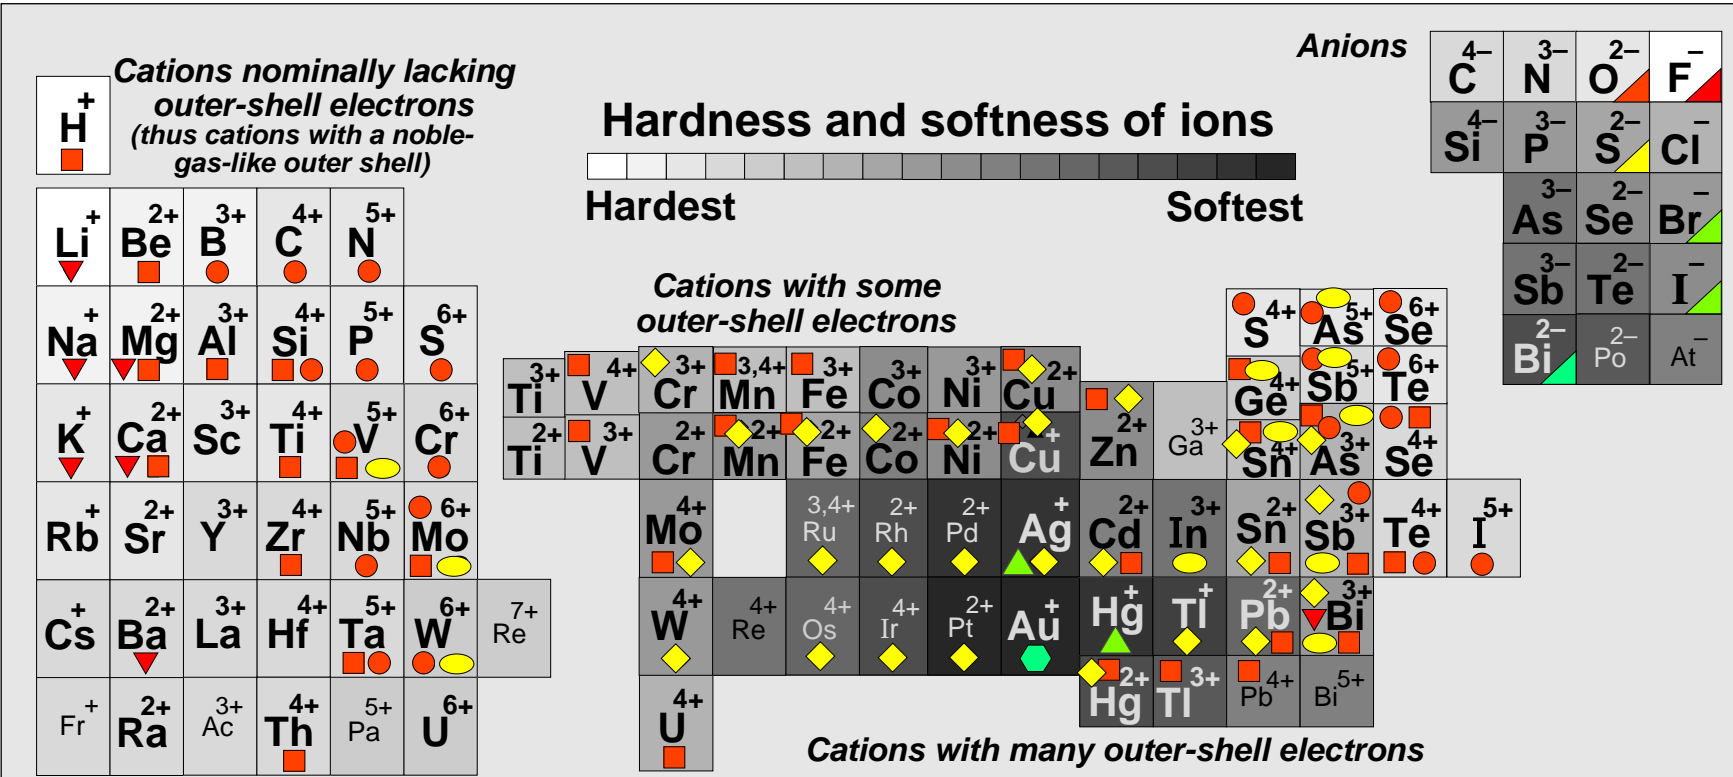 Anions
Cations nominally lacking
outer-shell electrons
(thus cations with a noble-
gas-like outer shell)
Hardness and softness of ions
Hardest Softest
C4– N3– O2– F–
Si4– P3– S2– Cl–
As3– Se2– Br–
Sb3– Te2– I–
Bi2– Po2– At–
H+
Li+ Be2+ B3+ C4+ N5+
Na+ Mg2+ Al3+ Si4+ P5+ S6+
K+ Ca2+ Sc3+ Ti4+ V5+ Cr6+
Rb+ Sr2+ Y3+ Zr4+ Nb5+ Mo6+
Cs+ Ba2+ La3+ Hf4+ Ta5+ W6+ Re7+
Fr+ Ra2+ Ac3+ Th4+ Pa5+ U6+
Cations with some
outer-shell electrons
S4+ As5+ Se6+
Ti3+ V4+ Cr3+ Mn3,4+ Fe3+ Co3+ Ni3+ Cu2+ Ge4+ Sb5+ Te6+
Ti2+ V3+ Cr2+ Mn2+ Fe2+ Co2+ Ni2+ Cu+ Zn2+ Ga3+ Sn4+ As3+ Se4+
Mo4+ Ru3,4+ Rh2+ Pd2+ Ag+ Cd2+ In3+ Sn2+ Sb3+ Te4+ I5+
W4+ Re4+ Os4+ Ir4+ Pt2+ Au+ Hg+ Tl+ Pb2+ Bi3+
U4+ Hg2+ Tl3+ Pb4+ Bi5+
Cations with many outer-shell electrons